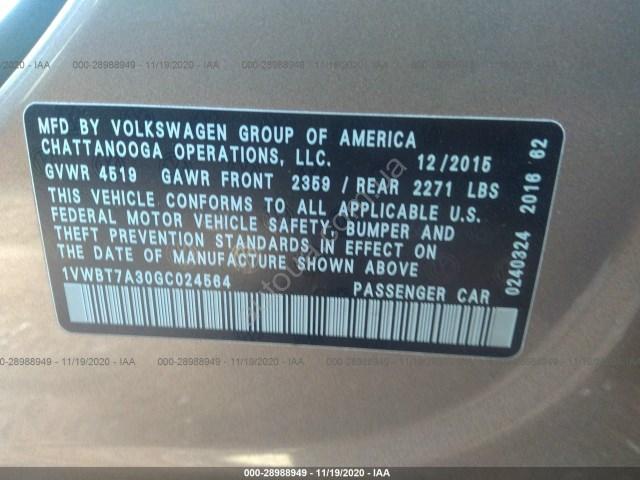 000-28988949 - 11/19/2020 - IAA
MFD BY VOLKSWAGEN GROUP OF AMERICA
CHATTANOOGA OPERATIONS, LLC. 12/2015
GVWR 4519 GAWR FRONT 2359 / REAR 2271 LBS
THIS VEHICLE CONFORMS TO ALL APPLICABLE U.S.
FEDERAL MOTOR VEHICLE SAFETY, BUMPER AND
THEFT PREVENTION STANDARDS IN EFFECT ON
THE DATE OF MANUFACTURE SHOWN ABOVE.
1VWBT7A30GC024564 PASSENGER CAR
0240324 2016 62
000-28988949 - 11/19/2020 - IAA
000-28988949 - 11/19/2020 - IAA